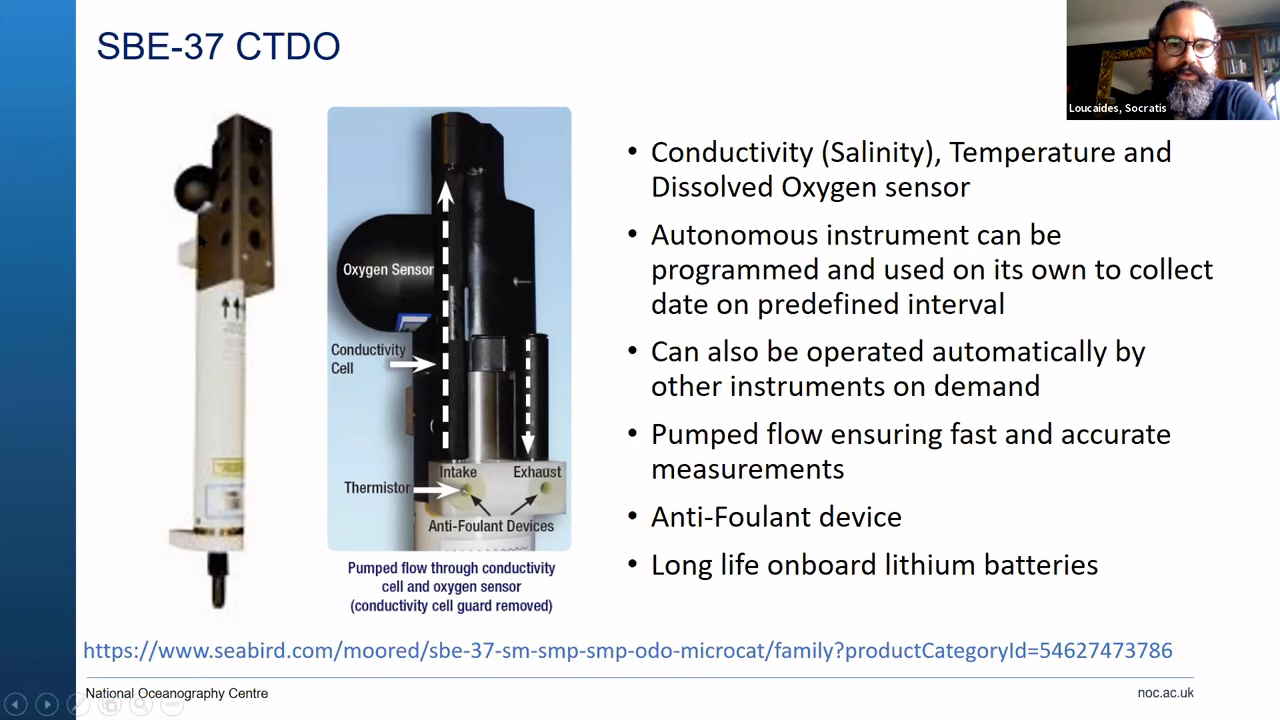 SBE-37 CTDO
Loucaides, Socratis
Oxygen Sensor
Conductivity
Cell
Intake
Exhaust
Thermistor
Anti-Foulant Devices
Pumped flow through conductivity
cell and oxygen sensor
(conductivity cell guard removed)
• Conductivity (Salinity), Temperature and
Dissolved Oxygen sensor
• Autonomous instrument can be
programmed and used on its own to collect
date on predefined interval
• Can also be operated automatically by
other instruments on demand
• Pumped flow ensuring fast and accurate
measurements
• Anti-Foulant device
• Long life onboard lithium batteries
https://www.seabird.com/moored/sbe-37-sm-smp-smp-odo-microcat/family?productCategoryId=54627473786
National Oceanography Centre
noc.ac.uk